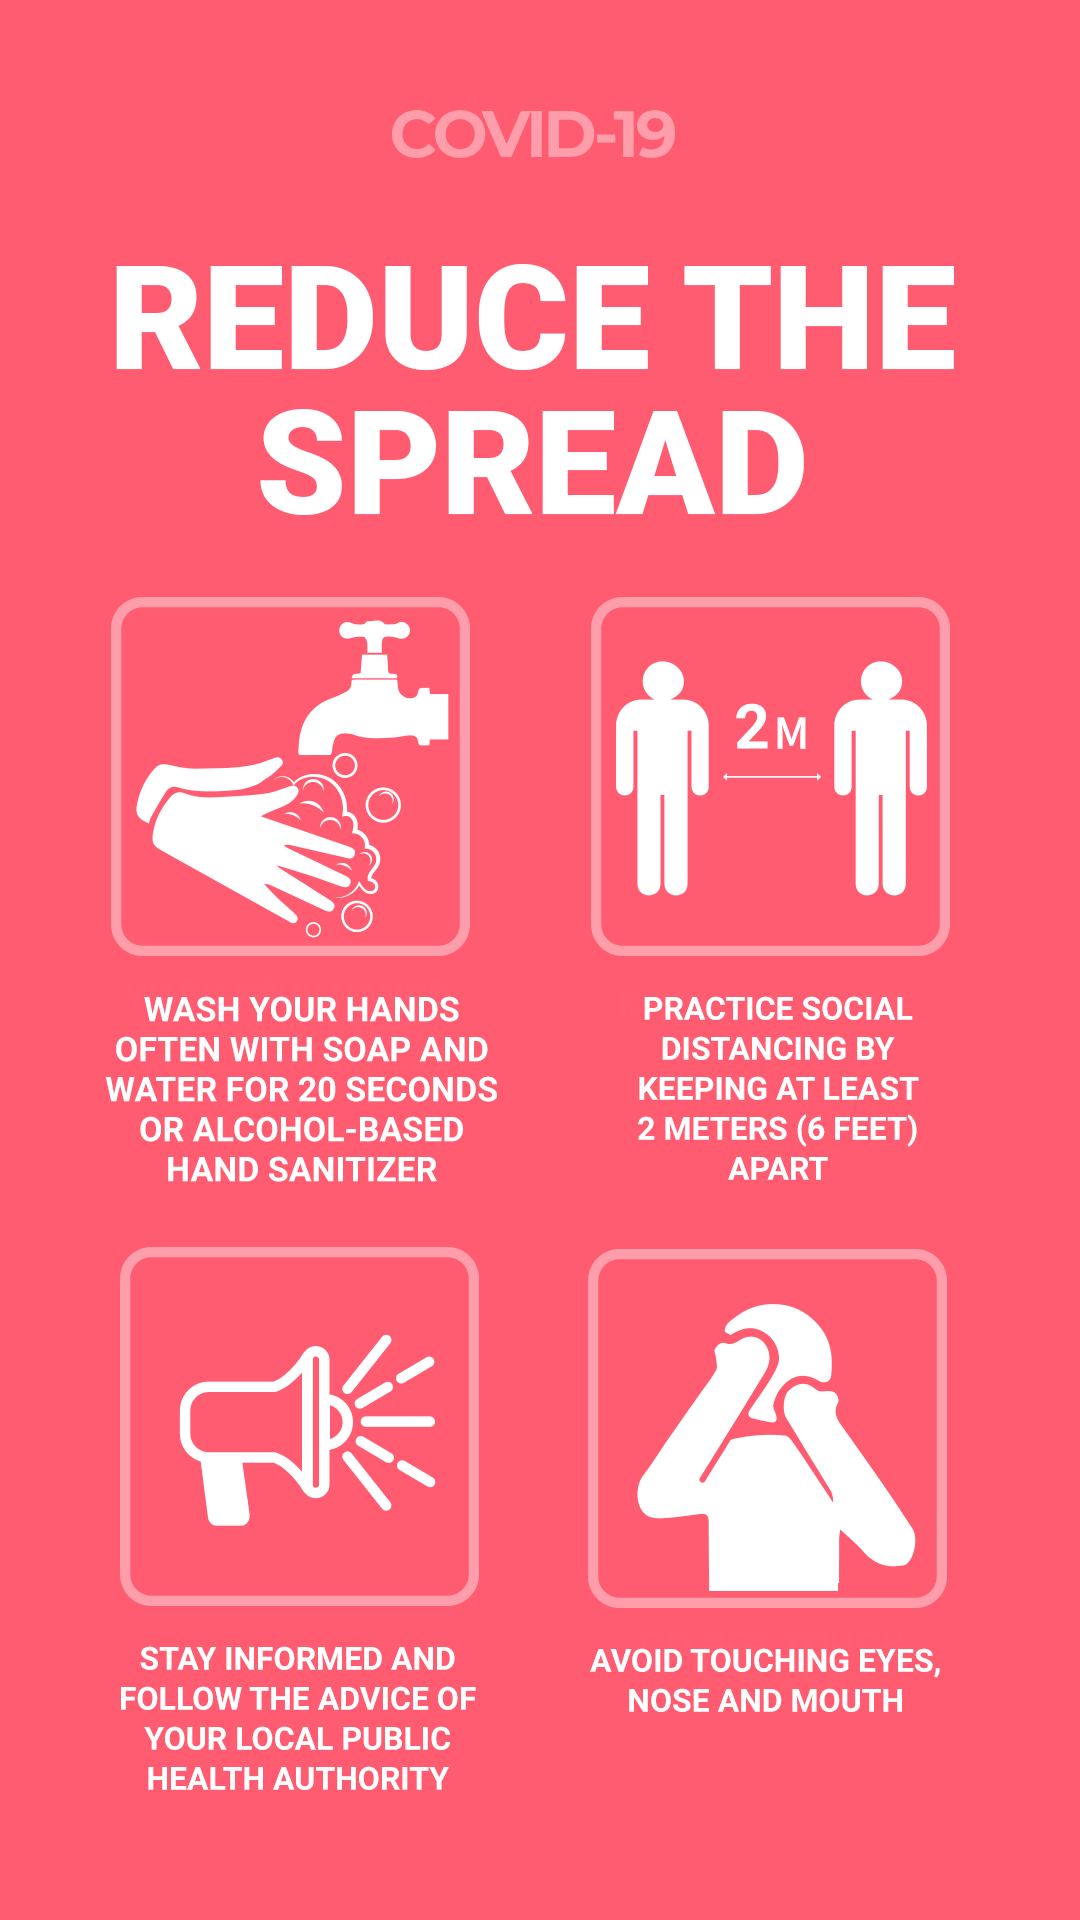 COVID-19
REDUCE THE
SPREAD
2 M
WASH YOUR HANDS
OFTEN WITH SOAP AND
WATER FOR 20 SECONDS
OR ALCOHOL-BASED
HAND SANITIZER
PRACTICE SOCIAL
DISTANCING BY
KEEPING AT LEAST
2 METERS (6 FEET)
APART
STAY INFORMED AND
FOLLOW THE ADVICE OF
YOUR LOCAL PUBLIC
HEALTH AUTHORITY
AVOID TOUCHING EYES,
NOSE AND MOUTH